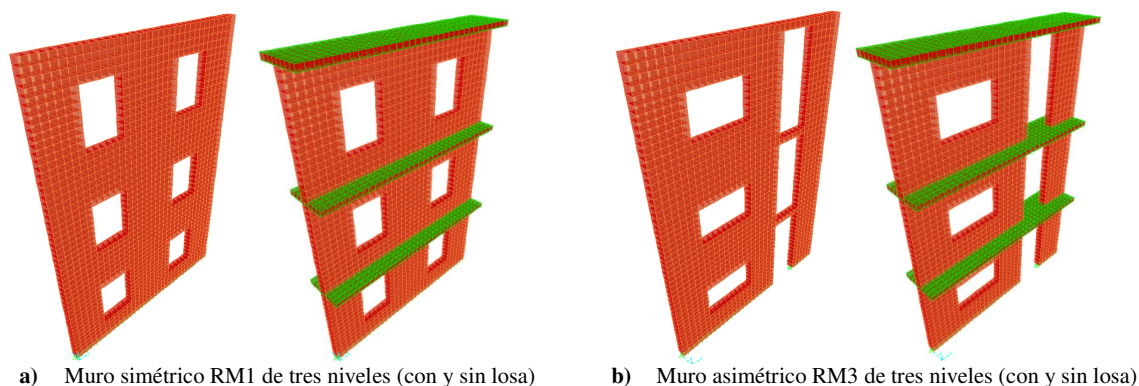 a) Muro simétrico RM1 de tres niveles (con y sin losa)
b) Muro asimétrico RM3 de tres niveles (con y sin losa)